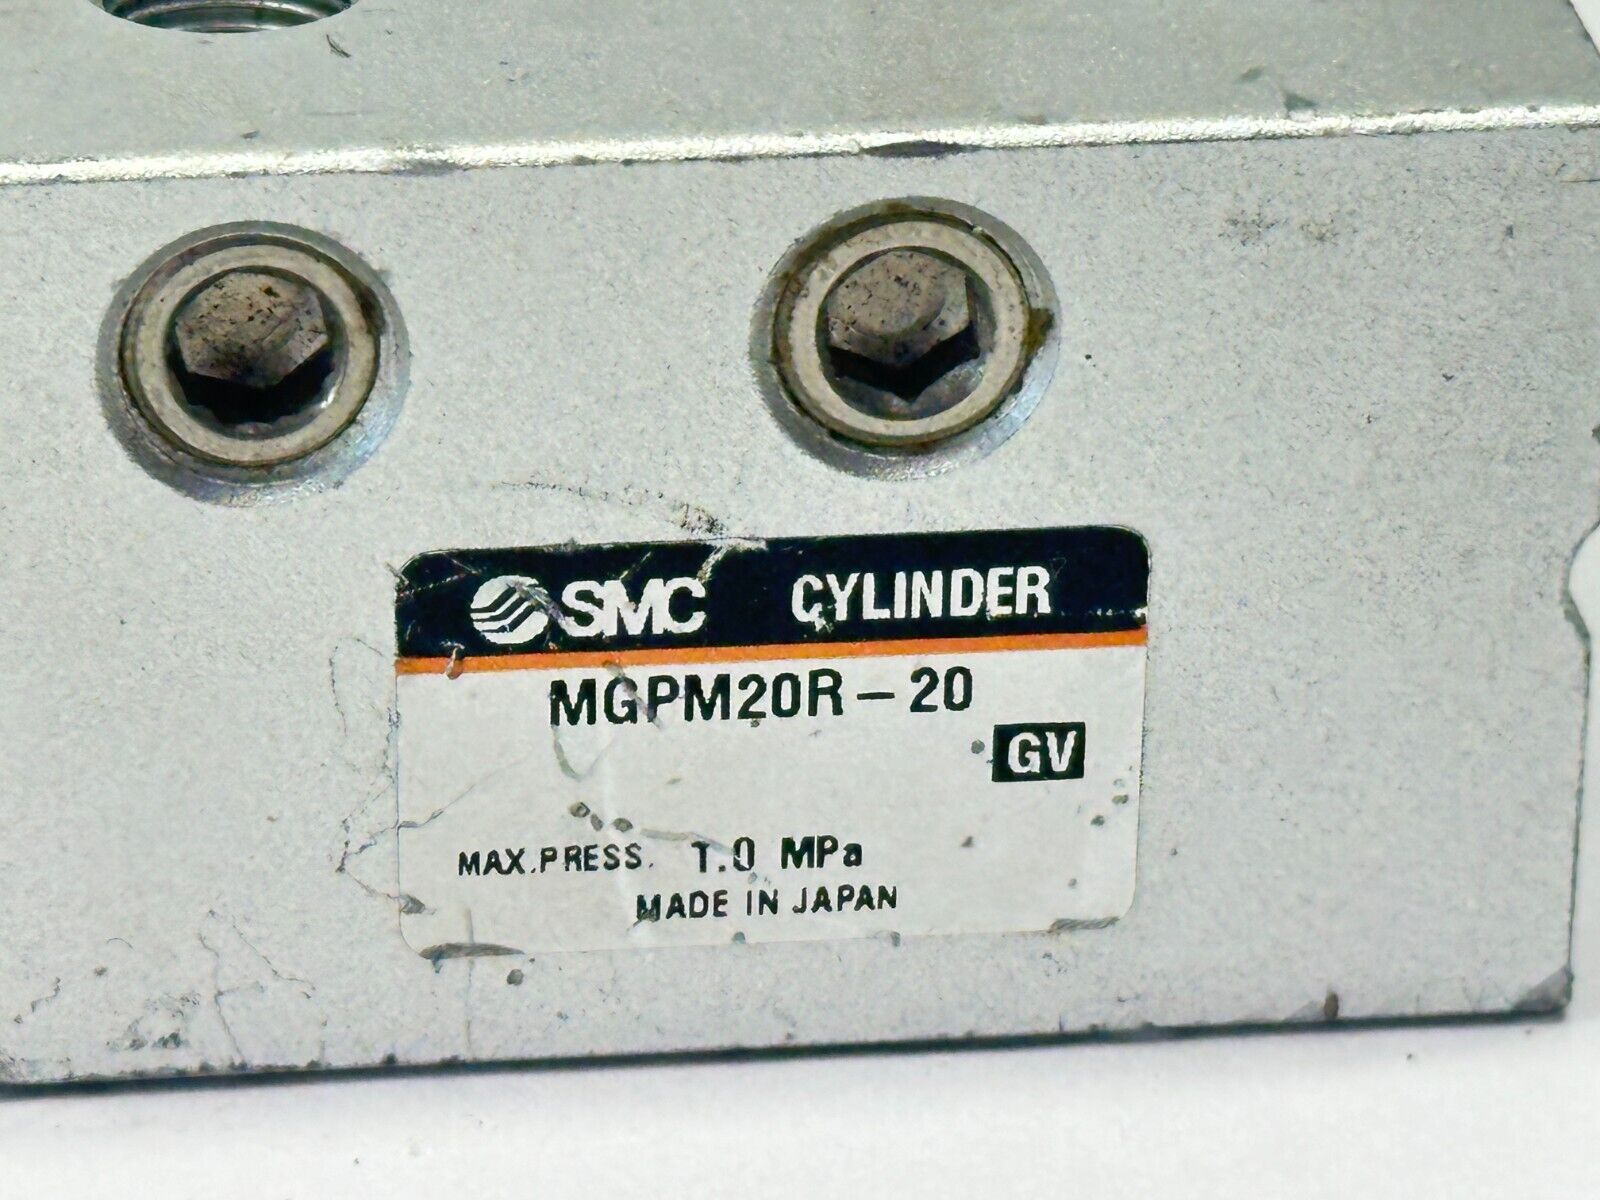 SMC CYLINDER
MGPM20R-20
GV
MAX.PRESS. 1.0 MPa
MADE IN JAPAN